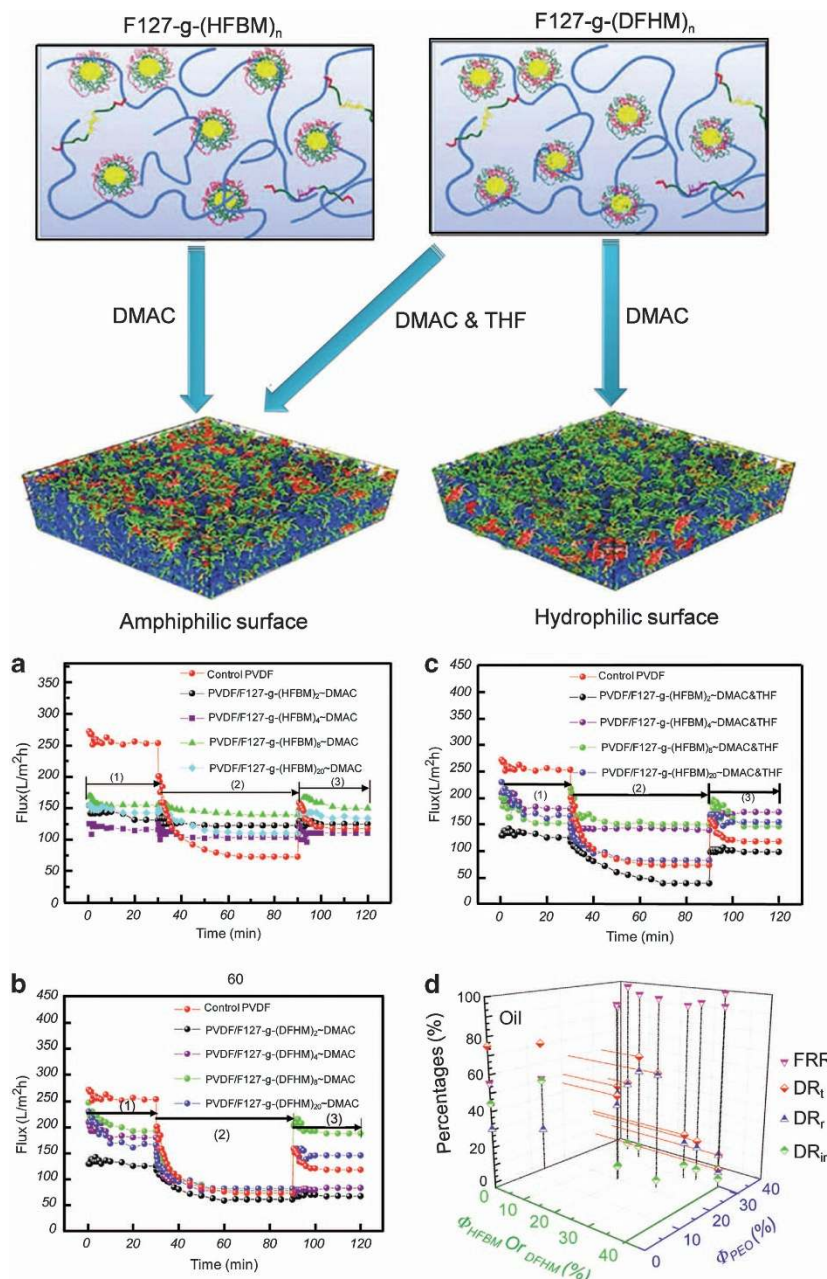 F127-g-(HFBM)n
F127-g-(DFHM)n
DMAC
DMAC & THF
DMAC
Amphiphilic surface
Hydrophilic surface
a
350
300
250
200
150
100
50
0
Flux(L/m²h)
Control PVDF
PVDF/F127-g-(HFBM)2~DMAC
PVDF/F127-g-(HFBM)4~DMAC
PVDF/F127-g-(HFBM)8~DMAC
PVDF/F127-g-(HFBM)20~DMAC
(1)
(2)
(3)
0 20 40 60 80 100 120
Time (min)
c
450
400
350
300
250
200
150
100
50
0
Flux(L/m²h)
Control PVDF
PVDF/F127-g-(HFBM)2~DMAC&THF
PVDF/F127-g-(HFBM)4~DMAC&THF
PVDF/F127-g-(HFBM)8~DMAC&THF
PVDF/F127-g-(HFBM)20~DMAC&THF
(1)
(2)
(3)
0 20 40 60 80 100 120
Time (min)
b
60
450
400
350
300
250
200
150
100
50
0
Flux (L/m²h)
Control PVDF
PVDF/F127-g-(DFHM)2~DMAC
PVDF/F127-g-(DFHM)4~DMAC
PVDF/F127-g-(DFHM)8~DMAC
PVDF/F127-g-(DFHM)20~DMAC
(1)
(2)
(3)
0 20 40 60 80 100 120
Time (min)
d
100
80
60
40
20
0
Percentages (%)
Oil
FRR
DRt
DRr
DRir
0 10 20 30 40
ΦHFBM Or DFHM (%)
0 10 20 30 40
ΦPEO (%)